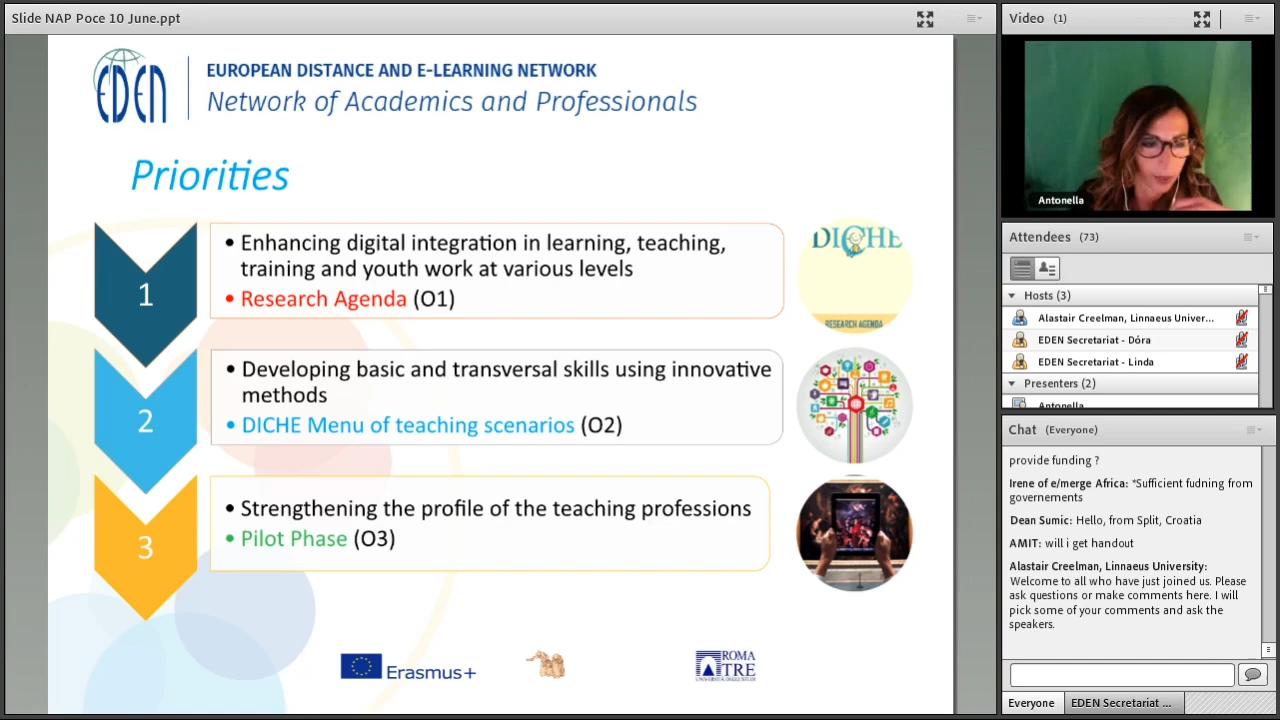 Slide NAP Poce 10 June.ppt
EDEN
EUROPEAN DISTANCE AND E-LEARNING NETWORK
Network of Academics and Professionals
Priorities
1
• Enhancing digital integration in learning, teaching,
training and youth work at various levels
• Research Agenda (O1)
DICHE
RESEARCH AGENDA
2
• Developing basic and transversal skills using innovative
methods
• DICHE Menu of teaching scenarios (O2)
3
• Strengthening the profile of the teaching professions
• Pilot Phase (O3)
Erasmus+
ROMA
TRE
UNIVERSITÀ DEGLI STUDI
Video (1)
Antonella
Attendees (73)
Hosts (3)
Alastair Creelman, Linnaeus Univer...
EDEN Secretariat - Dóra
EDEN Secretariat - Linda
Presenters (2)
Antonella
Chat (Everyone)
provide funding ?
Irene of e/merge Africa: *Sufficient fudning from
governements
Dean Sumic: Hello, from Split, Croatia
AMIT: will i get handout
Alastair Creelman, Linnaeus University:
Welcome to all who have just joined us. Please
ask questions or make comments here. I will
pick some of your comments and ask the
speakers.
Everyone
EDEN Secretariat ...